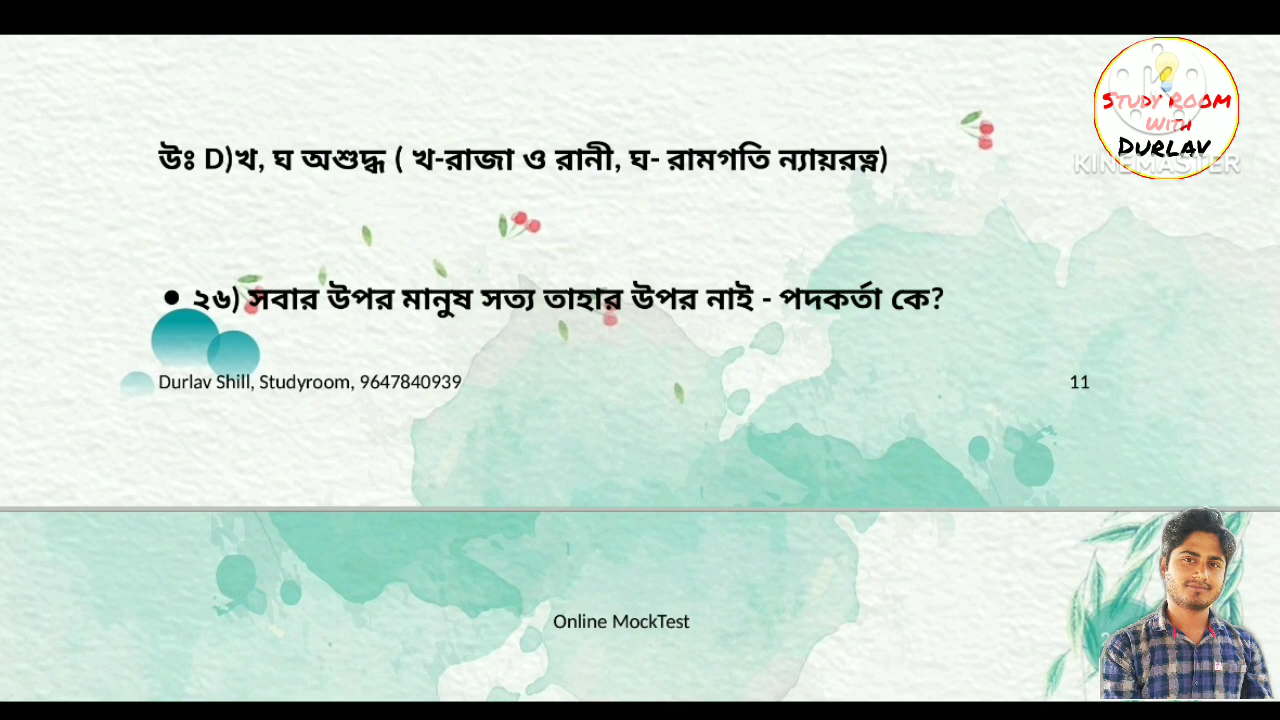 STUDY ROOM
WITH
DURLAV
KINEMASTER
উঃ D)খ, ঘ অশুদ্ধ ( খ-রাজা ও রানী, ঘ- রামগতি ন্যায়রত্ন)
● ২৬) সবার উপর মানুষ সত্য তাহার উপর নাই - পদকর্তা কে?
Durlav Shill, Studyroom, 9647840939
11
Online MockTest